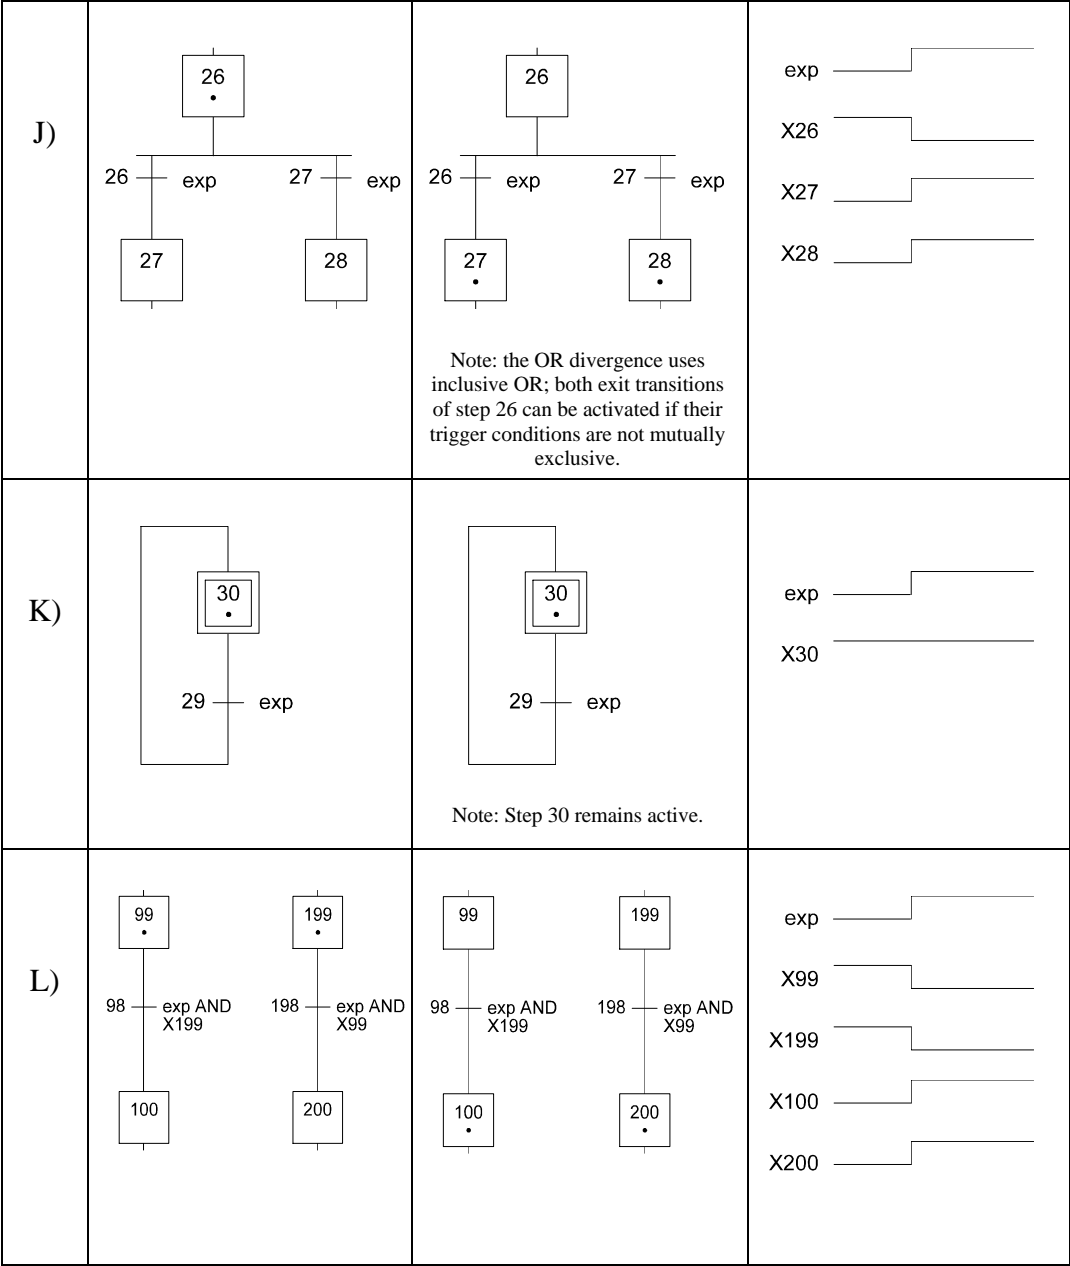 J)
26
26 exp 27 exp
27 28
26
26 exp 27 exp
27 28
Note: the OR divergence uses
inclusive OR; both exit transitions
of step 26 can be activated if their
trigger conditions are not mutually
exclusive.
exp
X26
X27
X28
K)
30
29 exp
30
29 exp
Note: Step 30 remains active.
exp
X30
L)
99 199
98 exp AND
X199
198 exp AND
X99
100 200
99 199
98 exp AND
X199
198 exp AND
X99
100 200
exp
X99
X199
X100
X200